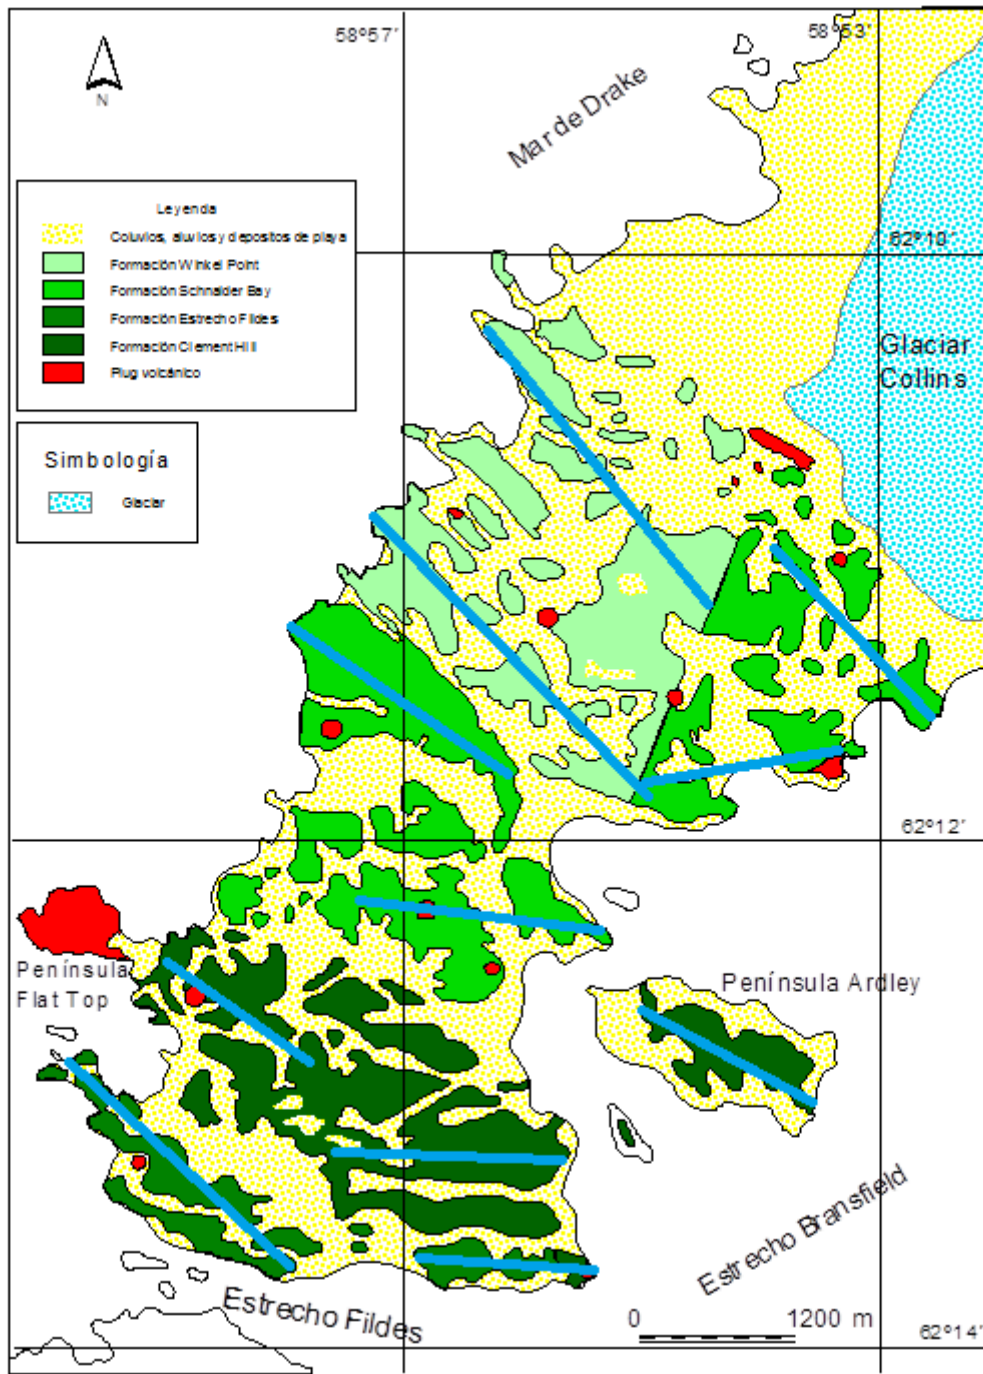 58°57'
58°53'
N
Mar de Drake
Leyenda
Coluvios, aluvios y depositos de playa
62°10'
Formación Winkel Point
Formación Schnaider Bay
Formación Estrecho Fildes
Formación Clement Hill
Plug volcánico
Glaciar
Collins
Simbología
Glaciar
62°12'
Península
Flat Top
Península Ardley
Estrecho Bransfield
Estrecho Fildes
0 1200 m
62°14'